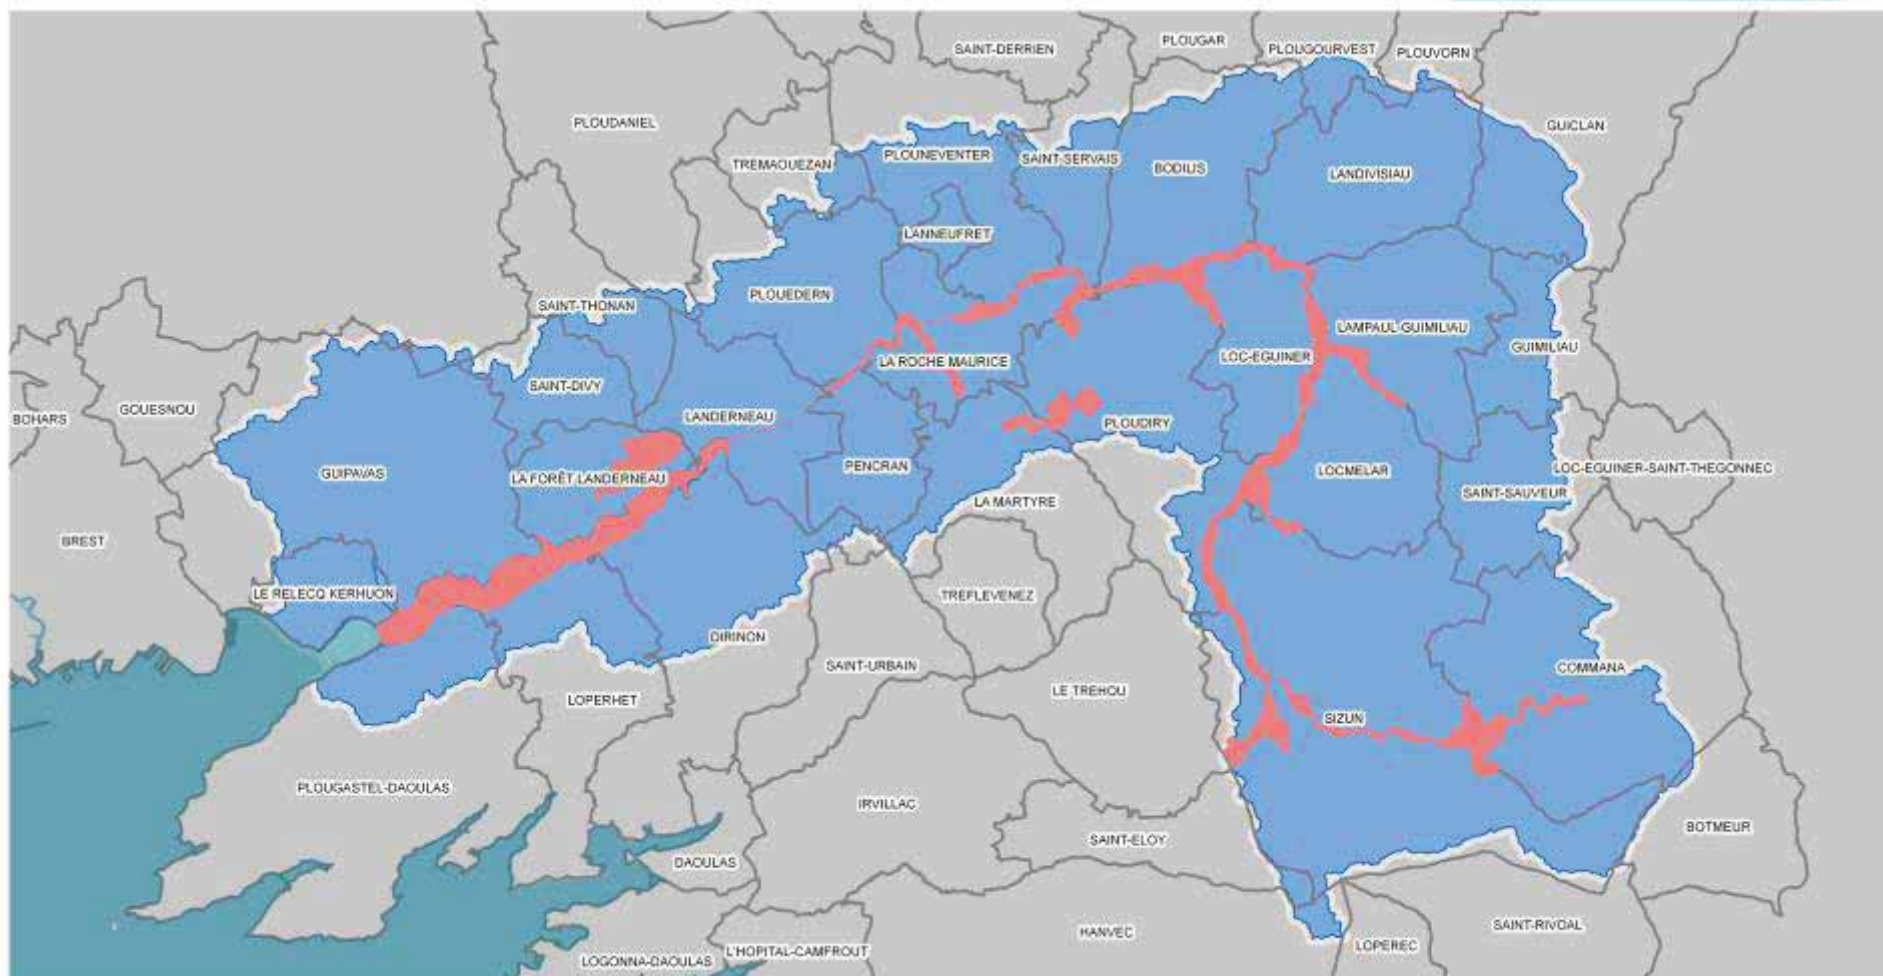 SAINT-DERRIEN
PLOUGAR
PLOUGOURVEST
PLOUVORN
PLOUDANIEL
GUICLAN
TREMAOUEZAN
PLOUNEVENTER
SAINT-SERVAIS
BODILIS
LANDIVISIAU
LANNEUFRET
SAINT-THONAN
PLOUEDERN
LAMPAUL-GUIMILIAU
GUIMILIAU
LA ROCHE MAURICE
LOC-EGUINER
BOHARS
GOUESNOU
SAINT-DIVY
LANDERNEAU
PLOUDIRY
GUIPAVAS
LA FORÊT LANDERNEAU
PENCRAN
LOCMELAR
LOC-EGUINER-SAINT-THEGONNEC
SAINT-SAUVEUR
LA MARTYRE
BREST
LE RELECQ KERHUON
TREFLEVENEZ
DIRINON
SAINT-URBAIN
COMMANA
LOPERHET
LE TREHOU
SIZUN
PLOUGASTEL-DAOULAS
IRVILLAC
SAINT-ELOY
BOTMEUR
DAOULAS
HANVEC
SAINT-RIVOAL
LOGONNA-DAOULAS
L'HOPITAL-CAMFROUT
LOPEREC